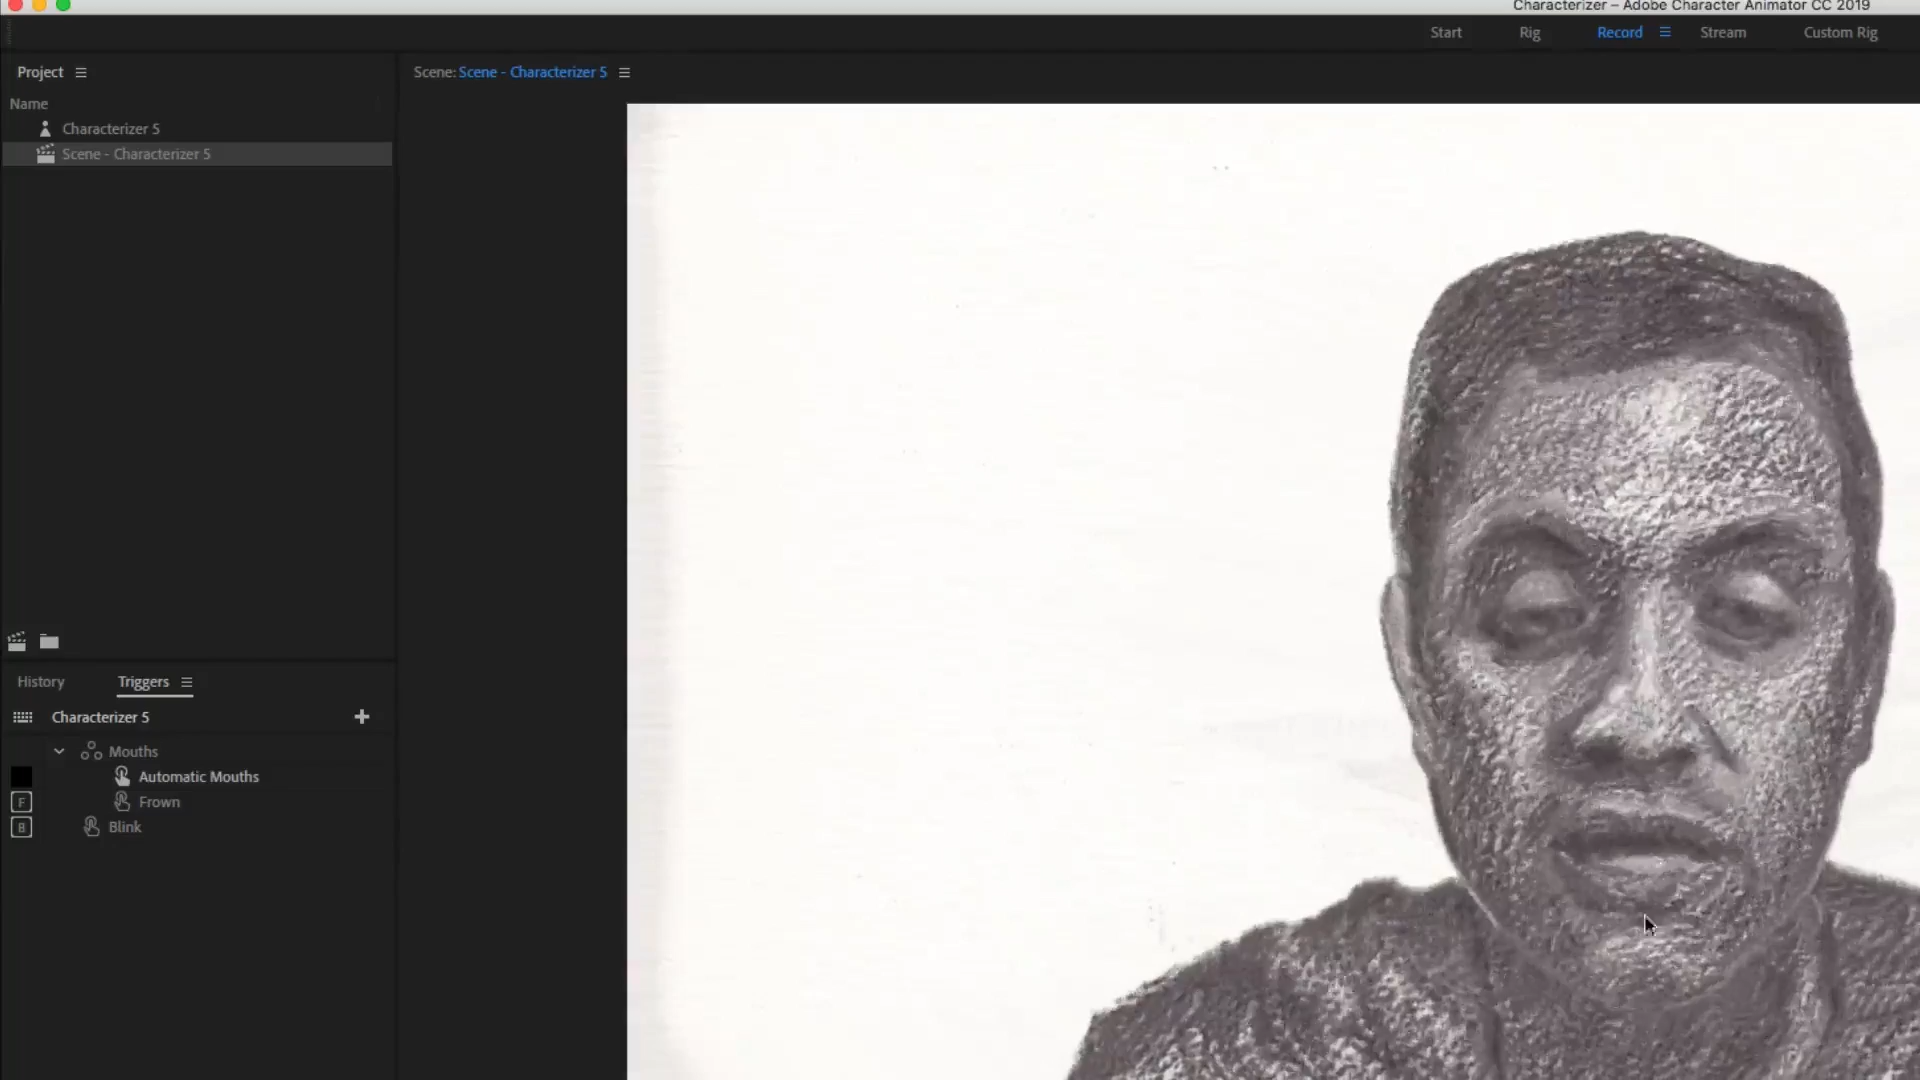 Characterizer – Adobe Character Animator CC 2019
Start Rig Record Stream Custom Rig
Project
Scene: Scene - Characterizer 5
Name
Characterizer 5
Scene - Characterizer 5
History Triggers
Characterizer 5
Mouths
Automatic Mouths
F Frown
B Blink